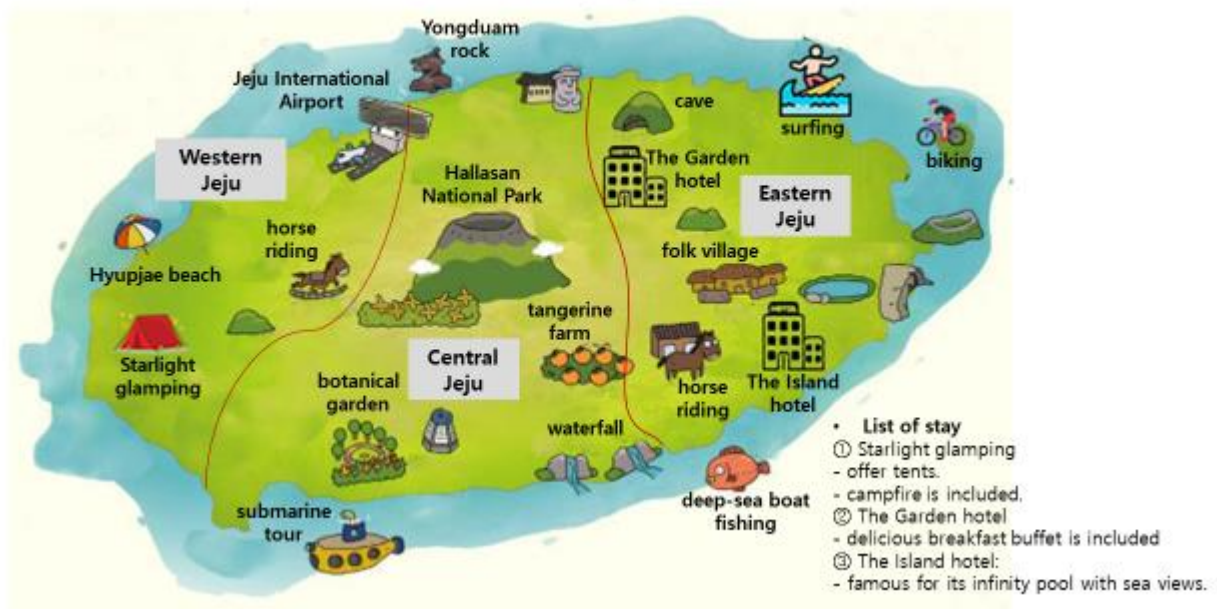 Yongduam
rock
Jeju International
Airport
cave
surfing
biking
Western
Jeju
The Garden
hotel
Hallasan
National Park
Eastern
Jeju
horse
riding
folk village
Hyupjae beach
tangerine
farm
Starlight
glamping
Central
Jeju
botanical
garden
horse
riding
The Island
hotel
waterfall
deep-sea boat
fishing
submarine
tour
• List of stay
① Starlight glamping
- offer tents.
- campfire is included.
② The Garden hotel
- delicious breakfast buffet is included
③ The Island hotel:
- famous for its infinity pool with sea views.